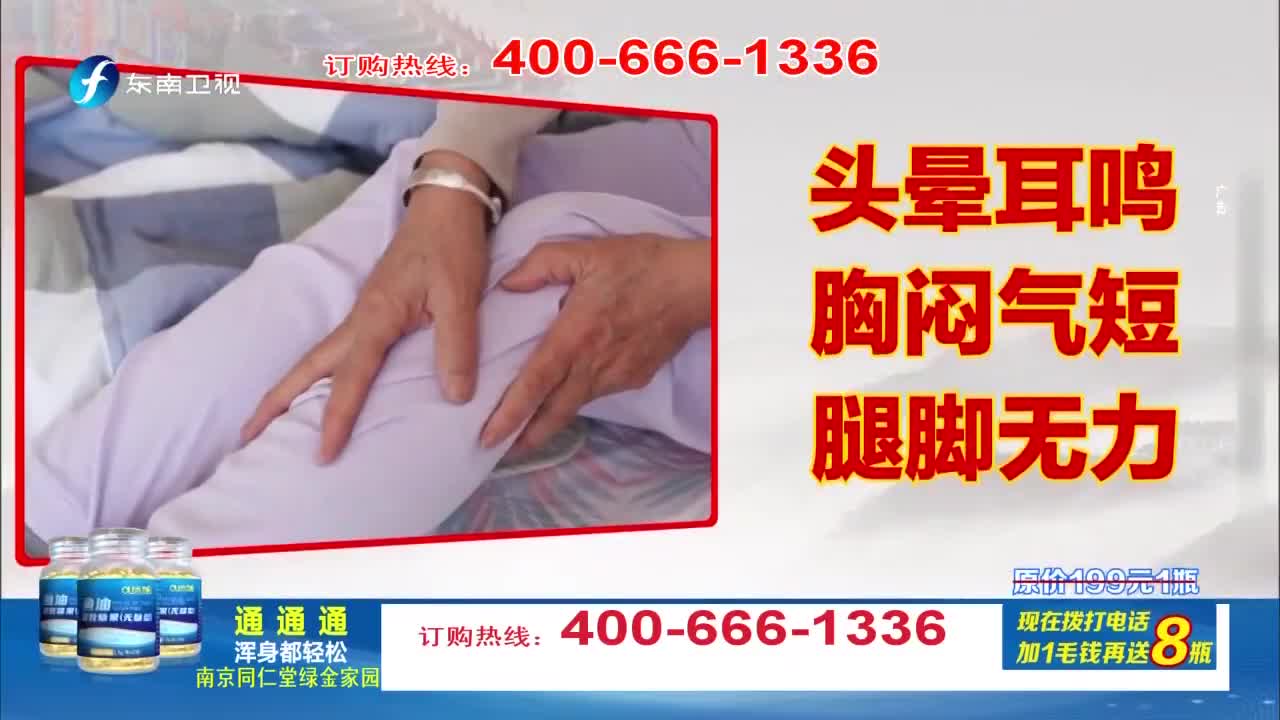 订购热线：400-666-1336
东南卫视
头晕耳鸣
胸闷气短
腿脚无力
广告
原价199元1瓶
通通通
浑身都轻松
南京同仁堂绿金家园
订购热线：400-666-1336
现在拨打电话
加1毛钱再送8瓶